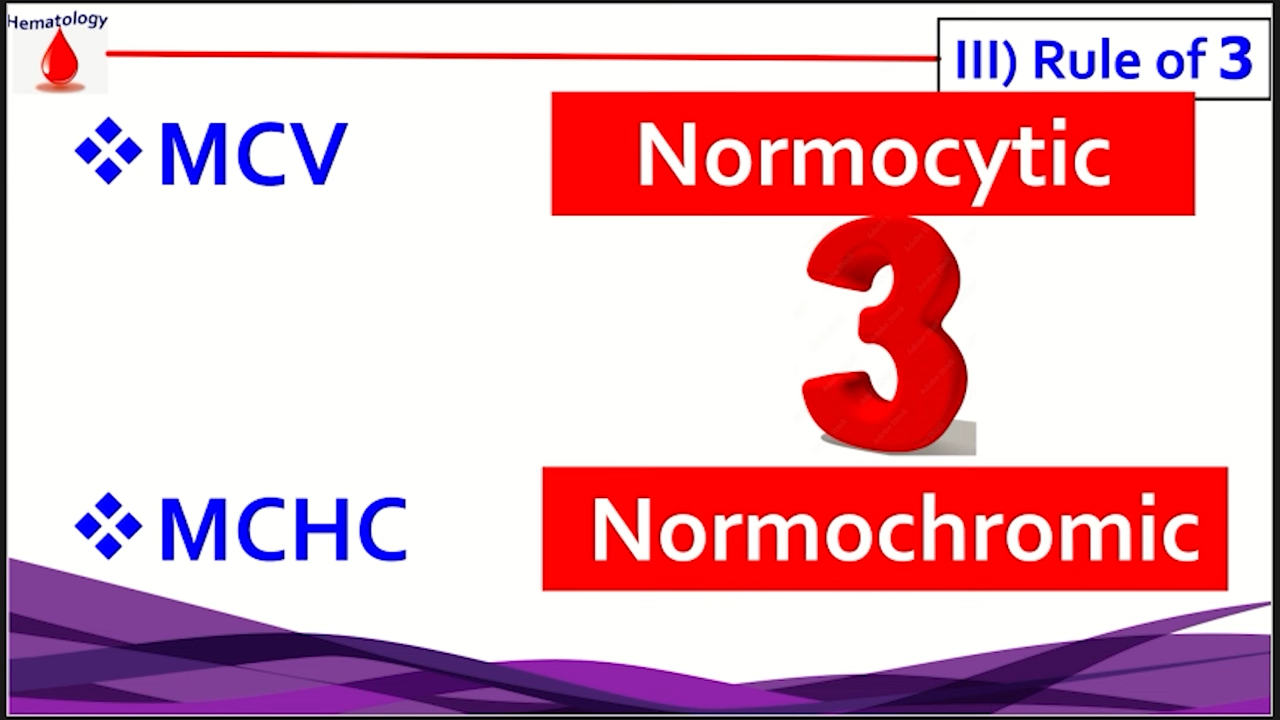 Hematology
III) Rule of 3
❖MCV
Normocytic
3
❖MCHC
Normochromic